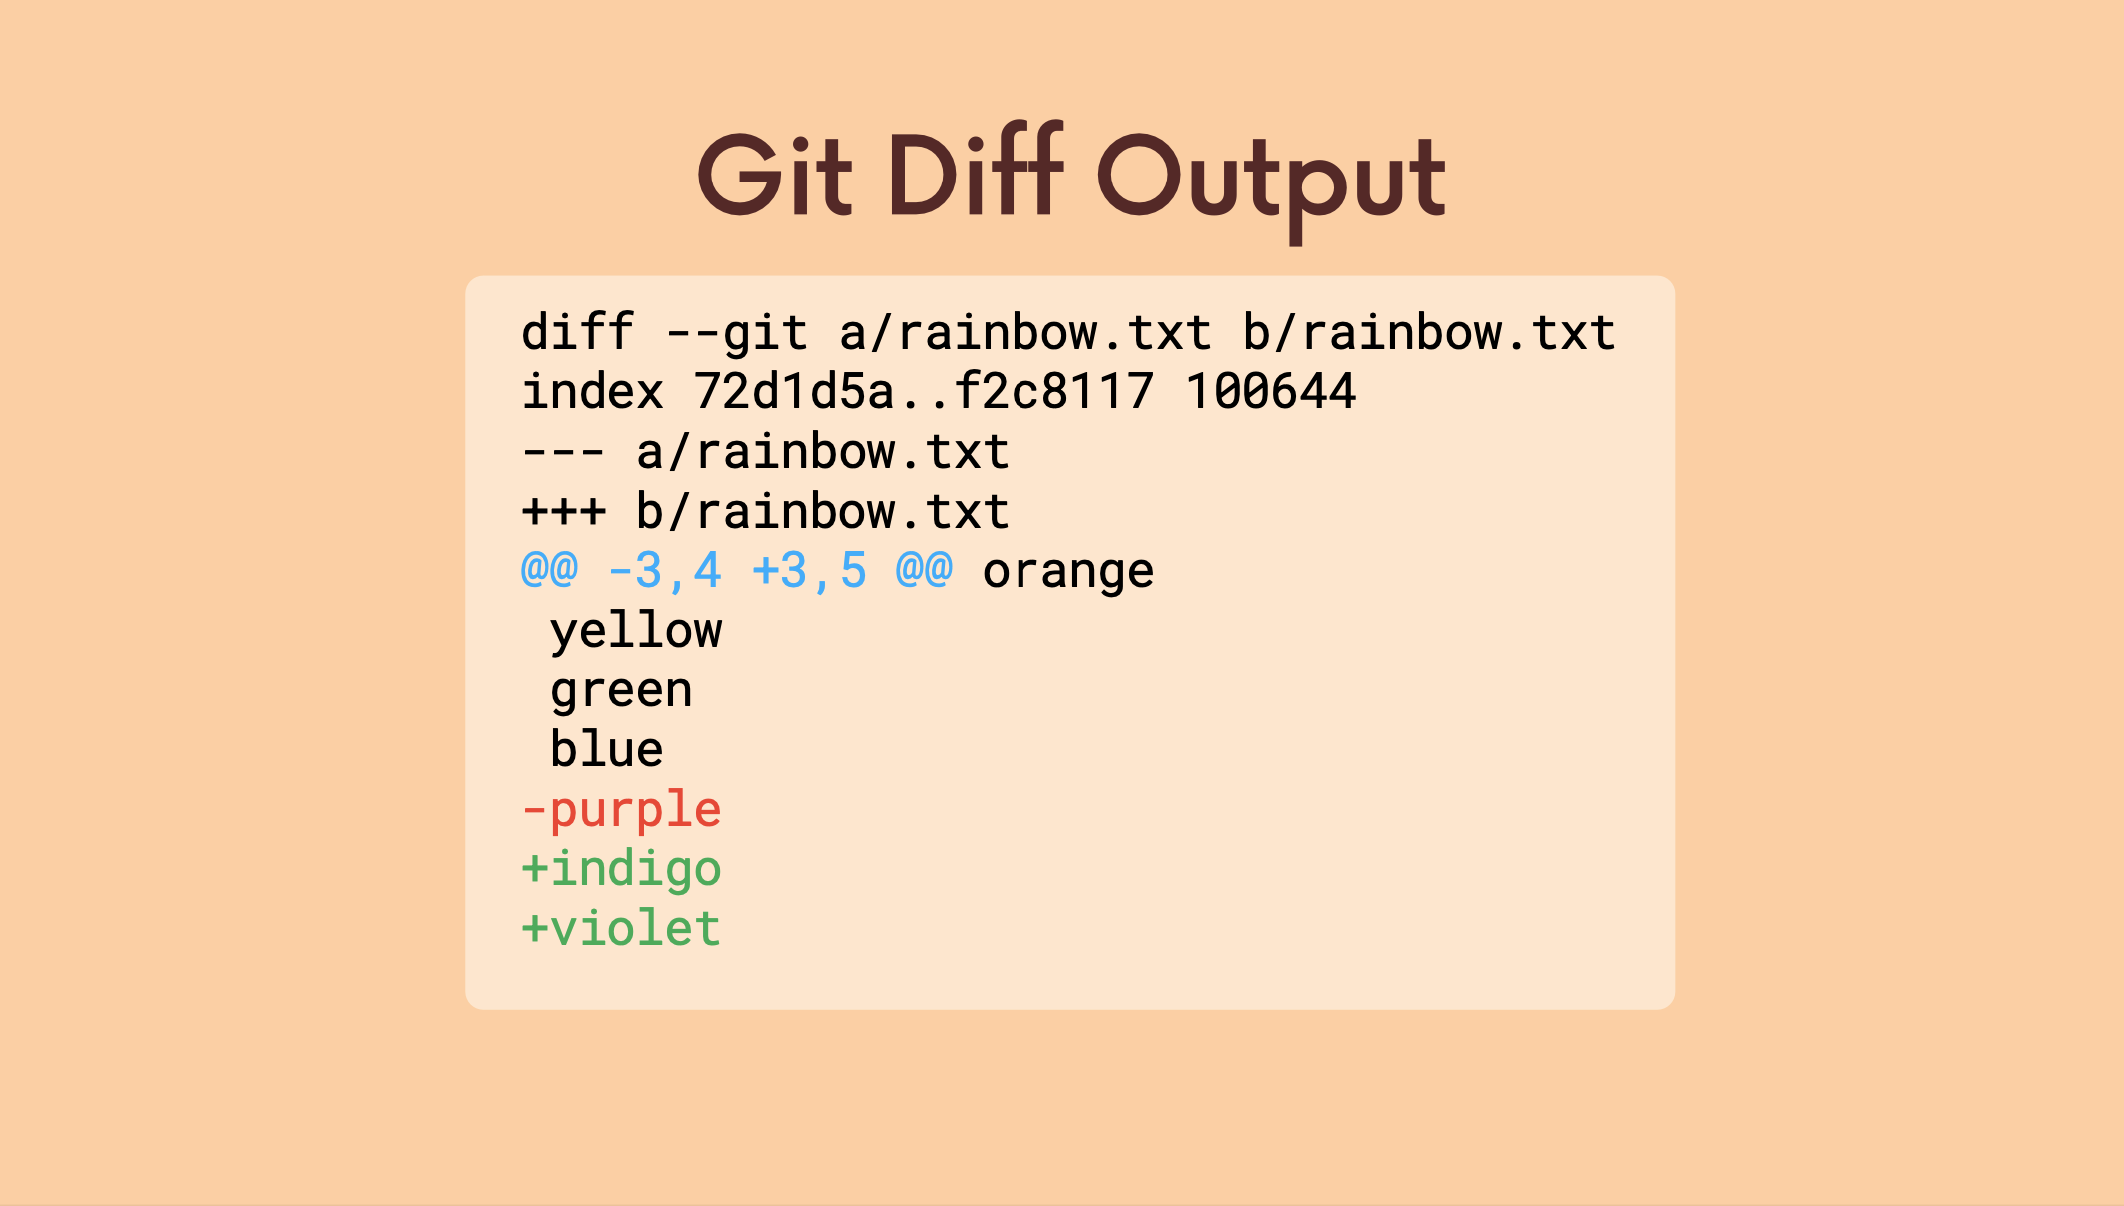 Git Diff Output
diff --git a/rainbow.txt b/rainbow.txt
index 72d1d5a..f2c8117 100644
--- a/rainbow.txt
+++ b/rainbow.txt
@@ -3,4 +3,5 @@ orange
 yellow
 green
 blue
-purple
+indigo
+violet